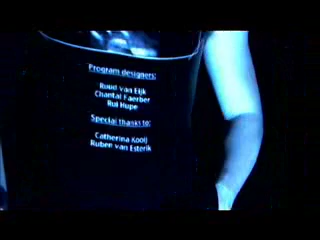 Program designers:
Ruud van Eijk
Chantal Faerber
Rui Hupe
Special thanks to:
Catherina Kooij
Ruben van Esterik